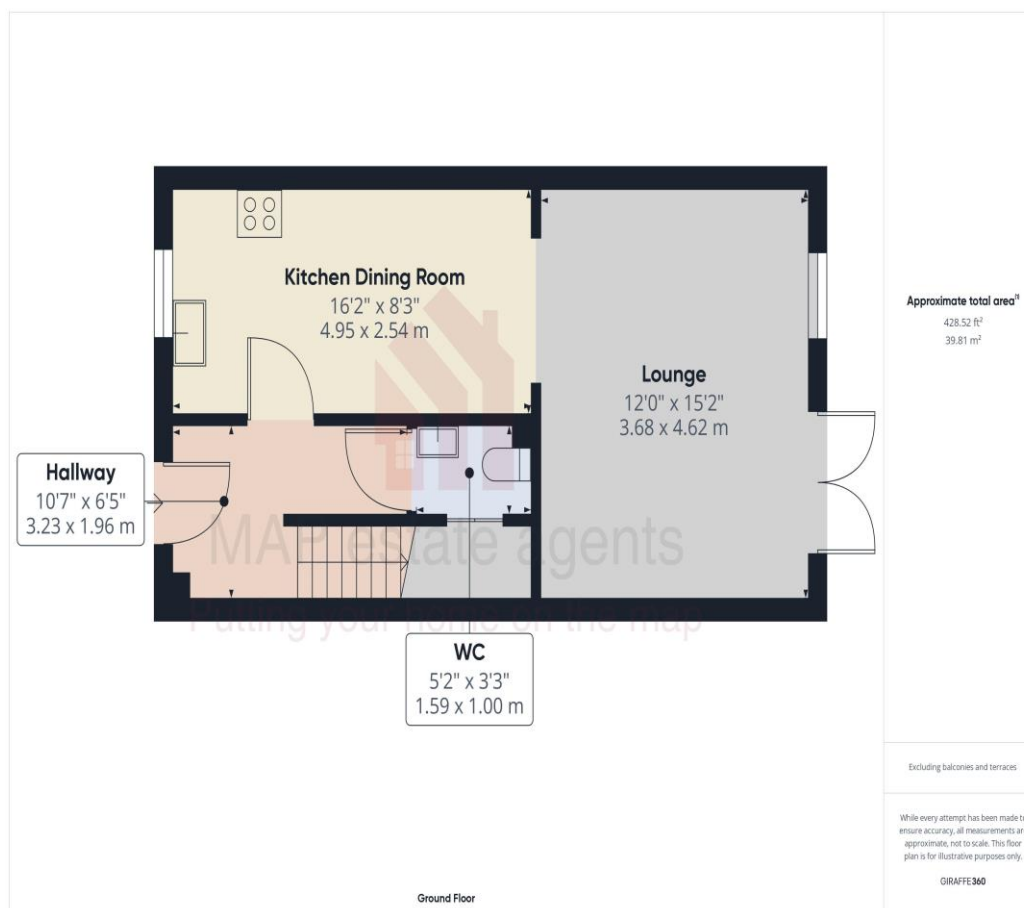 Kitchen Dining Room
16'2" x 8'3"
4.95 x 2.54 m
Lounge
12'0" x 15'2"
3.68 x 4.62 m
Hallway
10'7" x 6'5"
3.23 x 1.96 m
MAP estate agents
Putting your home on the map
WC
5'2" x 3'3"
1.59 x 1.00 m
Ground Floor
Approximate total area
428.52 ft²
39.81 m²
Excluding balconies and terraces
While every attempt has been made to
ensure accuracy, all measurements are
approximate, not to scale. This floor
plan is for illustrative purposes only.
GIRAFFE360